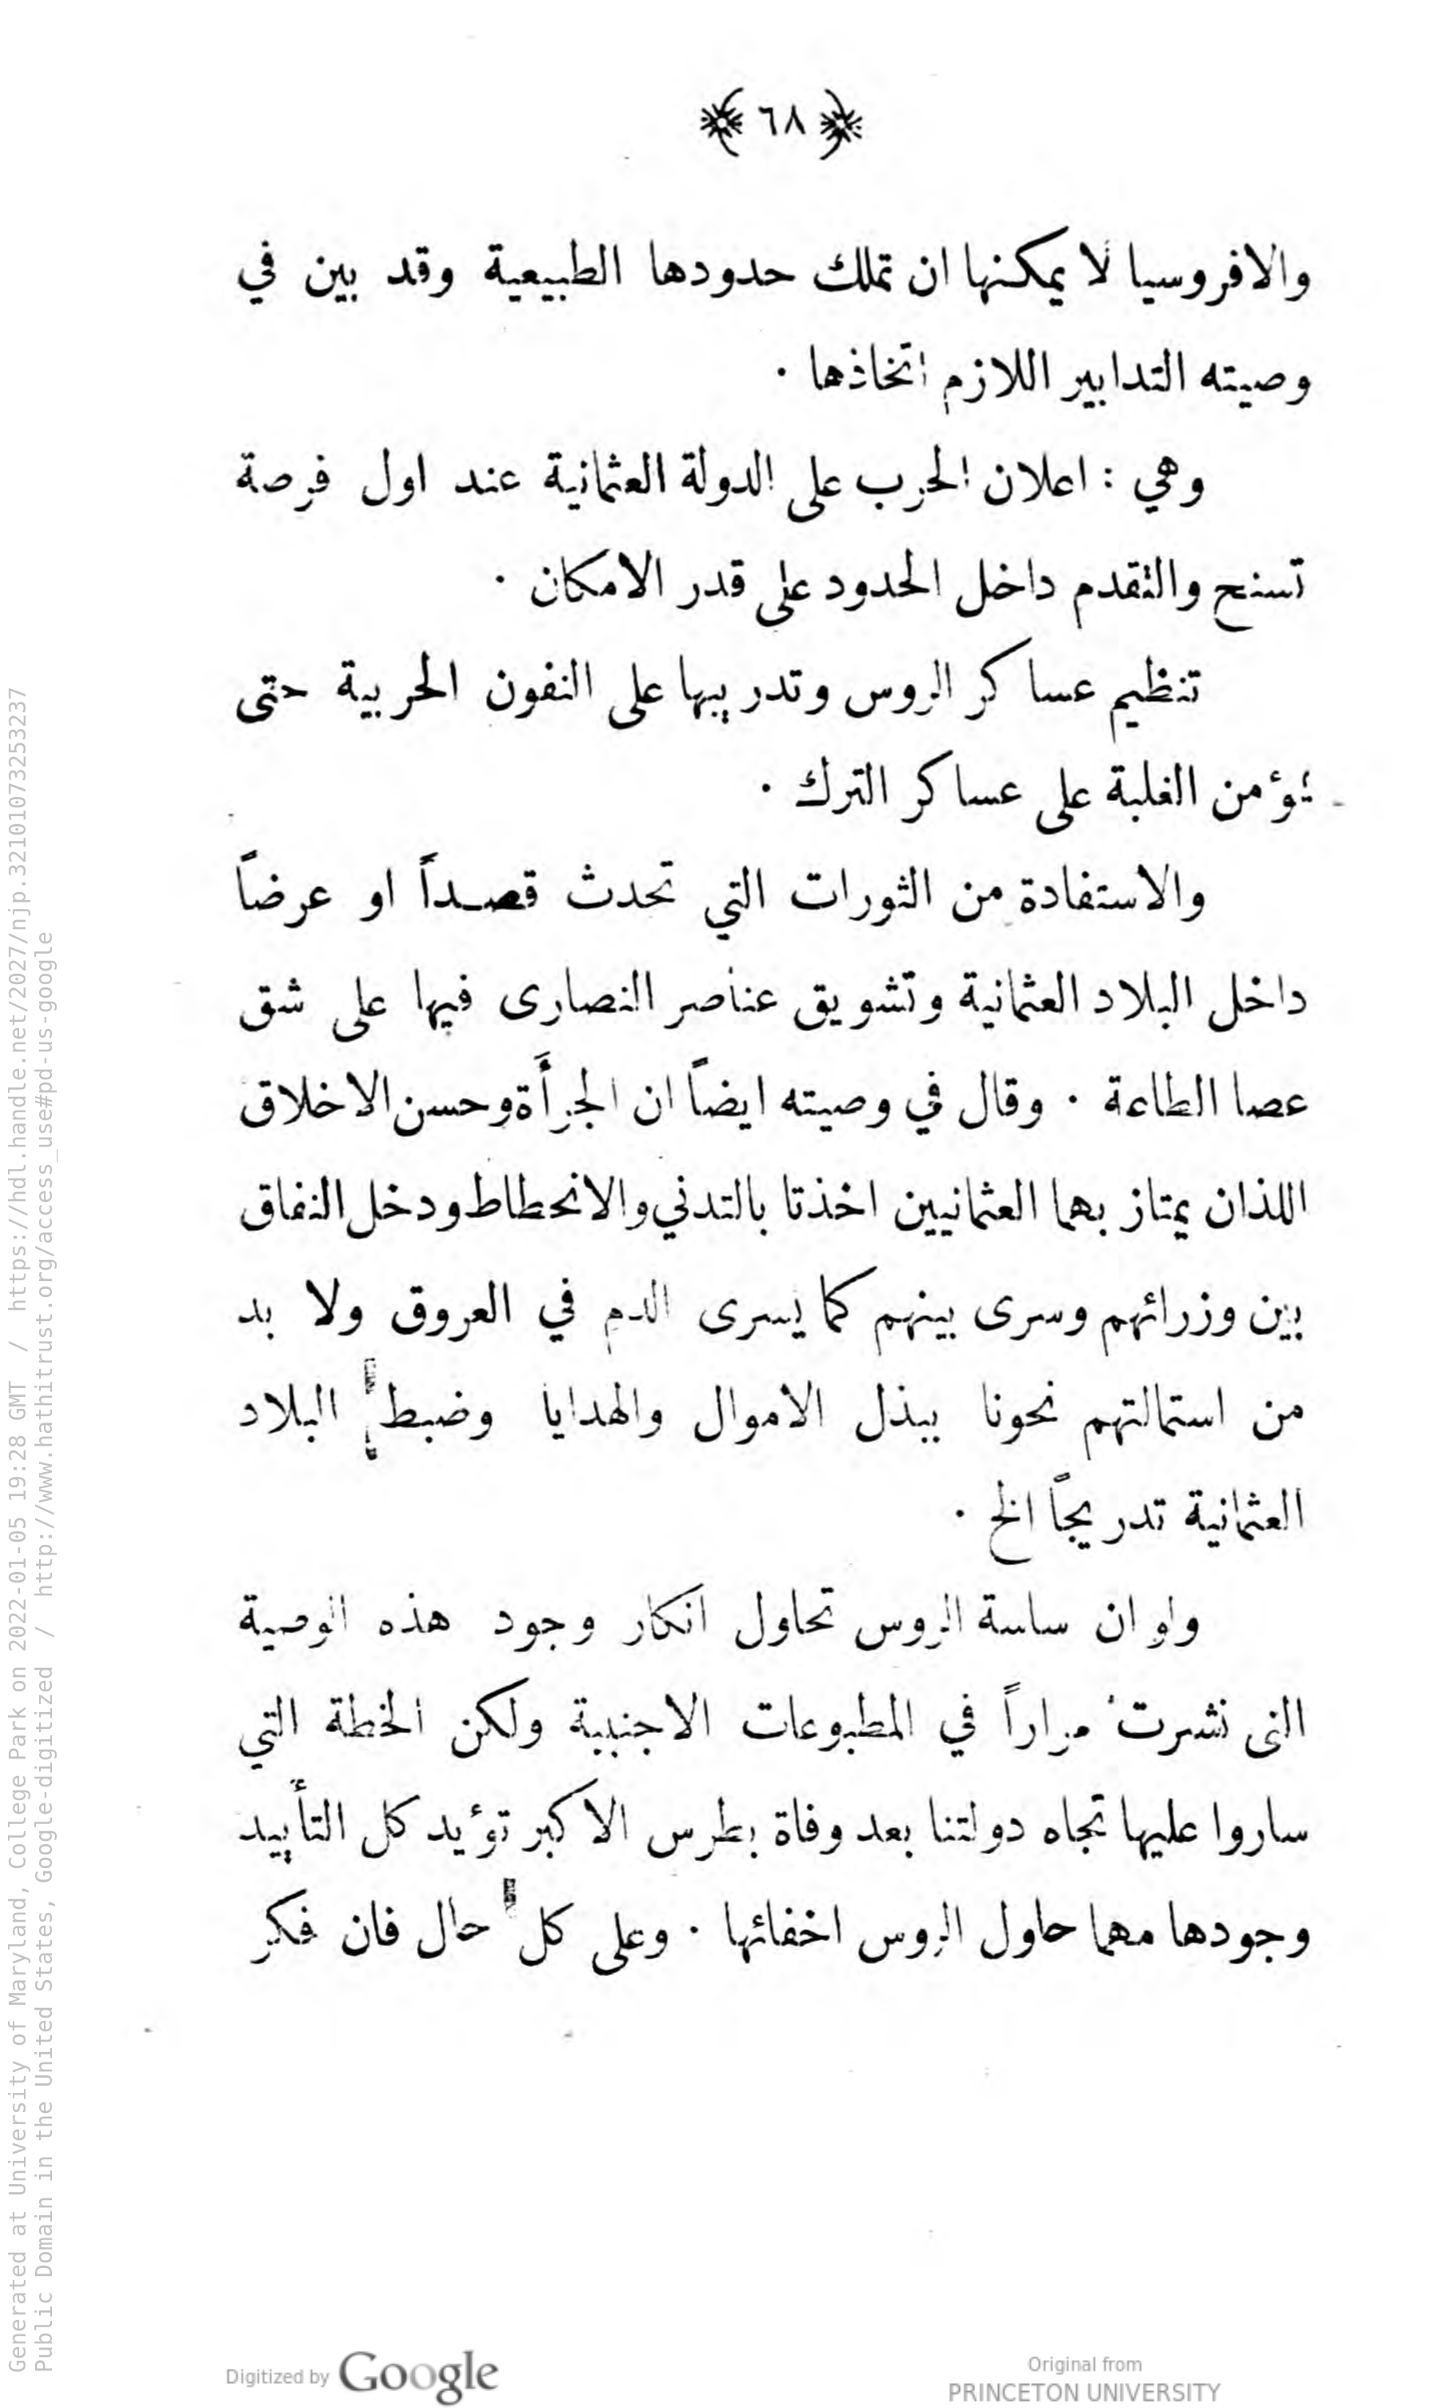 ٦٨
والافروسيا لا يمكنها ان تملك حدودها الطبيعية وقد بين في
وصيته التدابير اللازم اتخاذها ·
وهي : اعلان الحرب على الدولة العثمانية عند اول فرصة
تسنح والتقدم داخل الحدود على قدر الامكان ·
تنظيم عساكر الروس وتدريبها على النفون الحربية حتى
يؤمن الغلبة على عساكر الترك ·
والاستفادة من الثورات التي تحدث قصداً او عرضاً
داخل البلاد العثمانية وتشويق عناصر النصارى فيها على شق
عصا الطاعة · وقال في وصيته ايضاً ان الجرأَة وحسن الاخلاق
اللذان يمتاز بهما العثمانيين اخذتا بالتدني والانحطاط ودخل النفاق
بين وزرائهم وسرى بينهم كما يسرى الدم في العروق ولا بد
من استمالتهم نحونا ببذل الاموال والهدايا وضبط البلاد
العثمانية تدريجاً الخ ·
ولو ان ساسة الروس تحاول انكار وجود هذه الوصية
التى نشرت مراراً في المطبوعات الاجنبية ولكن الخطة التي
ساروا عليها تجاه دولتنا بعد وفاة بطرس الاكبر تؤيد كل التأييد
وجودها مهما حاول الروس اخفائها · وعلى كل حال فان فكر
Digitized by Google
Original from
PRINCETON UNIVERSITY
Generated at University of Maryland, College Park on 2022-01-05 19:28 GMT / https://hdl.handle.net/2027/njp.32101073253237
Public Domain in the United States, Google-digitized / http://www.hathitrust.org/access_use#pd-us-google